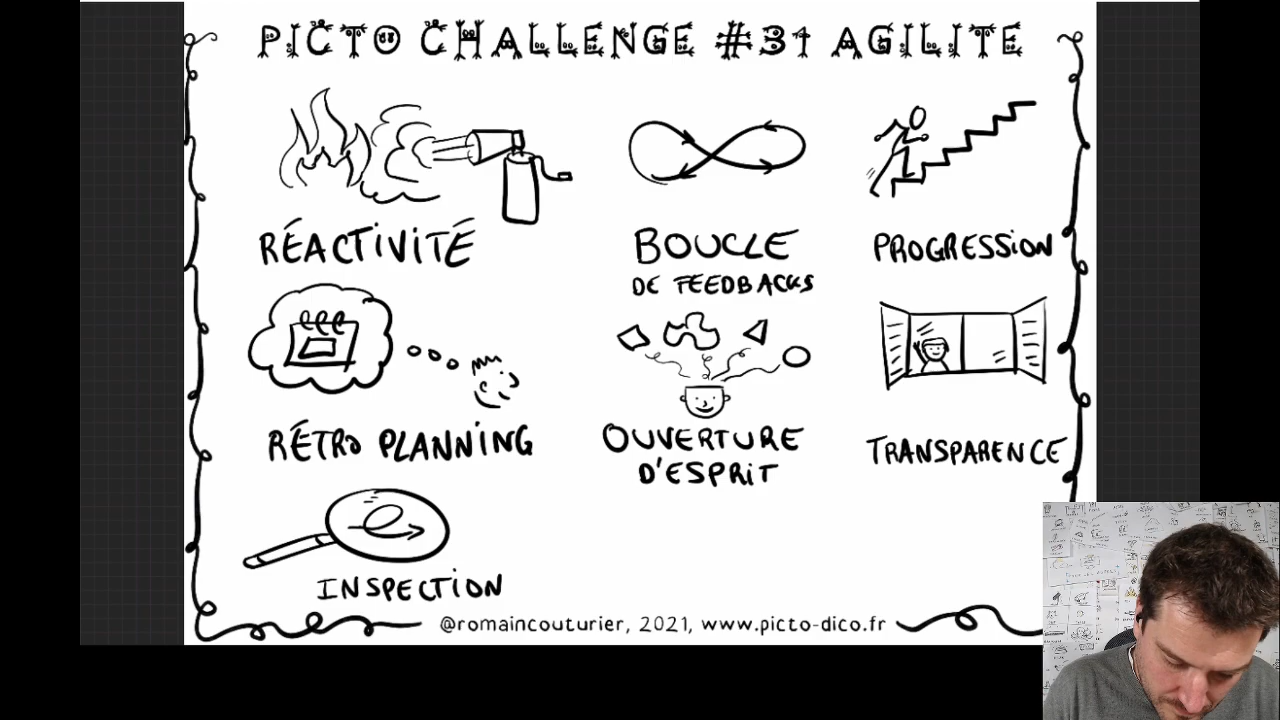 PICTO CHALLENGE #31 AGILITE
RÉACTIVITÉ
BOUCLE
DE FEEDBACKS
PROGRESSION
RÉTRO PLANNING
OUVERTURE
D'ESPRIT
TRANSPARENCE
INSPECTION
@romaincouturier, 2021, www.picto-dico.fr